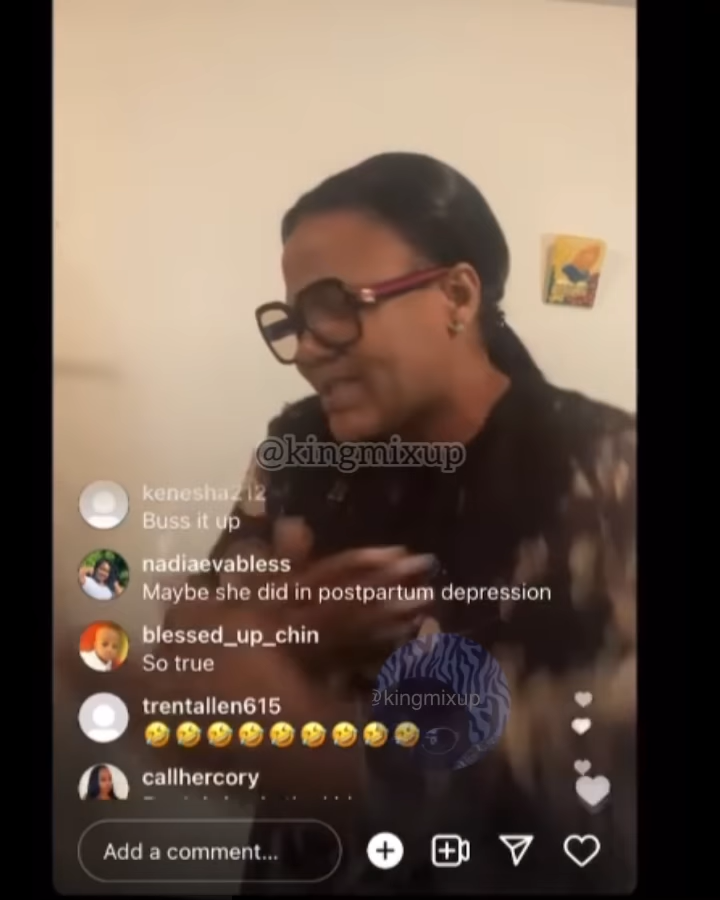 @kingmixup
kenesha212
Buss it up
nadiaevabless
Maybe she did in postpartum depression
blessed_up_chin
So true
@kingmixup
trentallen615
🤣🤣🤣🤣🤣🤣🤣🤣🤣
callhercory
Add a comment...